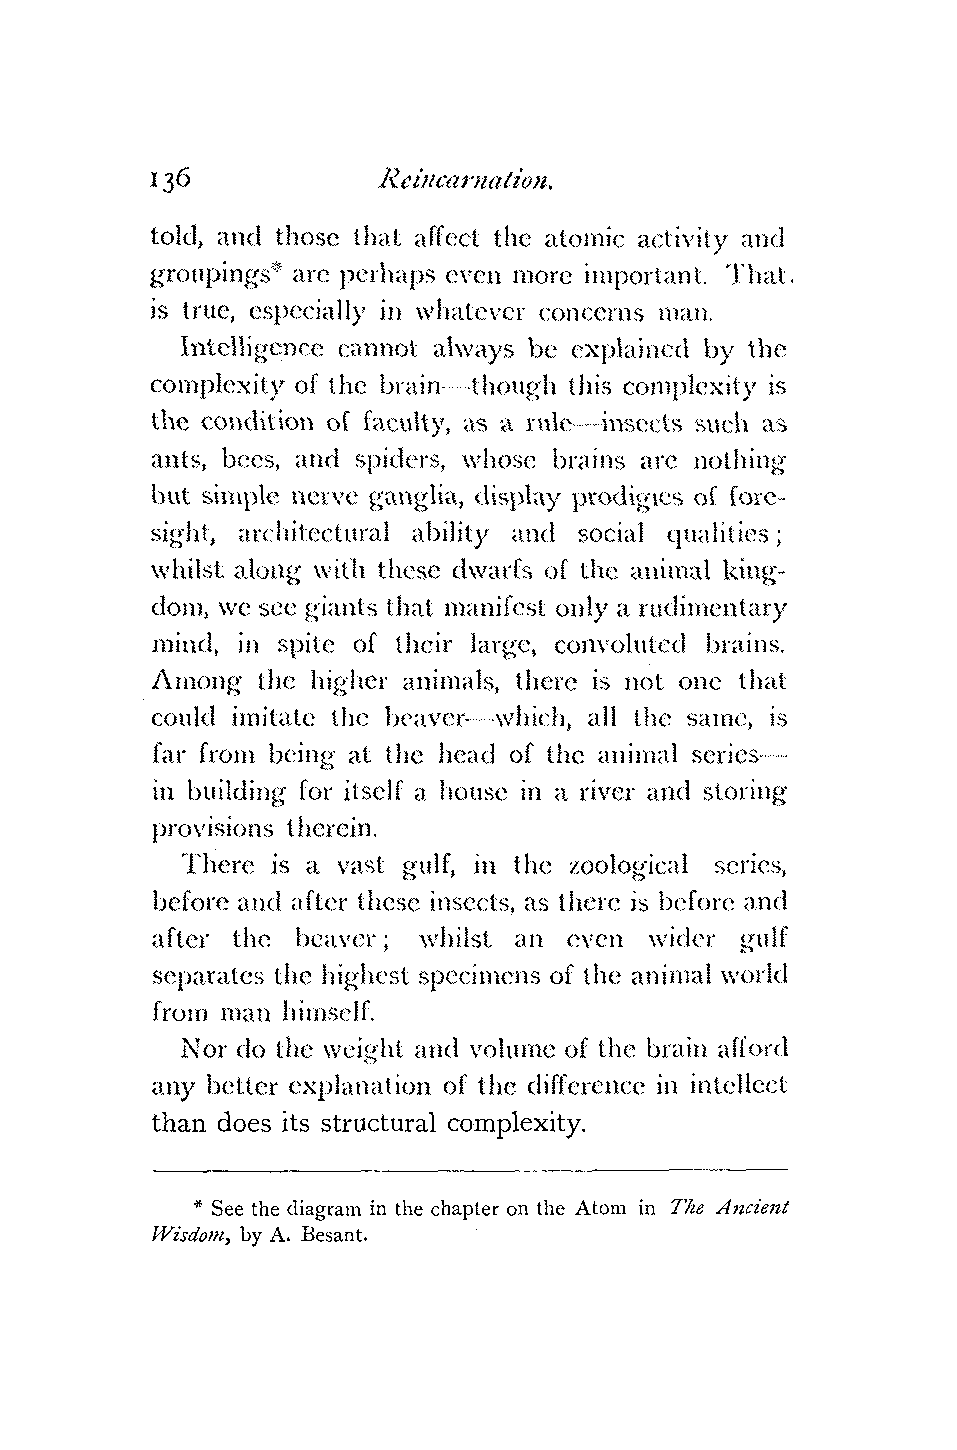 136 Reincarnation.
told, and those that affect the atomic activity and
groupings* are perhaps even more important. That
is true, especially in whatever concerns man.
Intelligence cannot always be explained by the
complexity of the brain—though this complexity is
the condition of faculty, as a rule—insects such as
ants, bees, and spiders, whose brains are nothing
but simple nerve ganglia, display prodigies of fore-
sight, architectural ability and social qualities;
whilst along with these dwarfs of the animal king-
dom, we see giants that manifest only a rudimentary
mind, in spite of their large, convoluted brains.
Among the higher animals, there is not one that
could imitate the beaver—which, all the same, is
far from being at the head of the animal series—
in building for itself a house in a river and storing
provisions therein.
There is a vast gulf, in the zoological series,
before and after these insects, as there is before and
after the beaver; whilst an even wider gulf
separates the highest specimens of the animal world
from man himself.
Nor do the weight and volume of the brain afford
any better explanation of the difference in intellect
than does its structural complexity.
* See the diagram in the chapter on the Atom in The Ancient
Wisdom, by A. Besant.